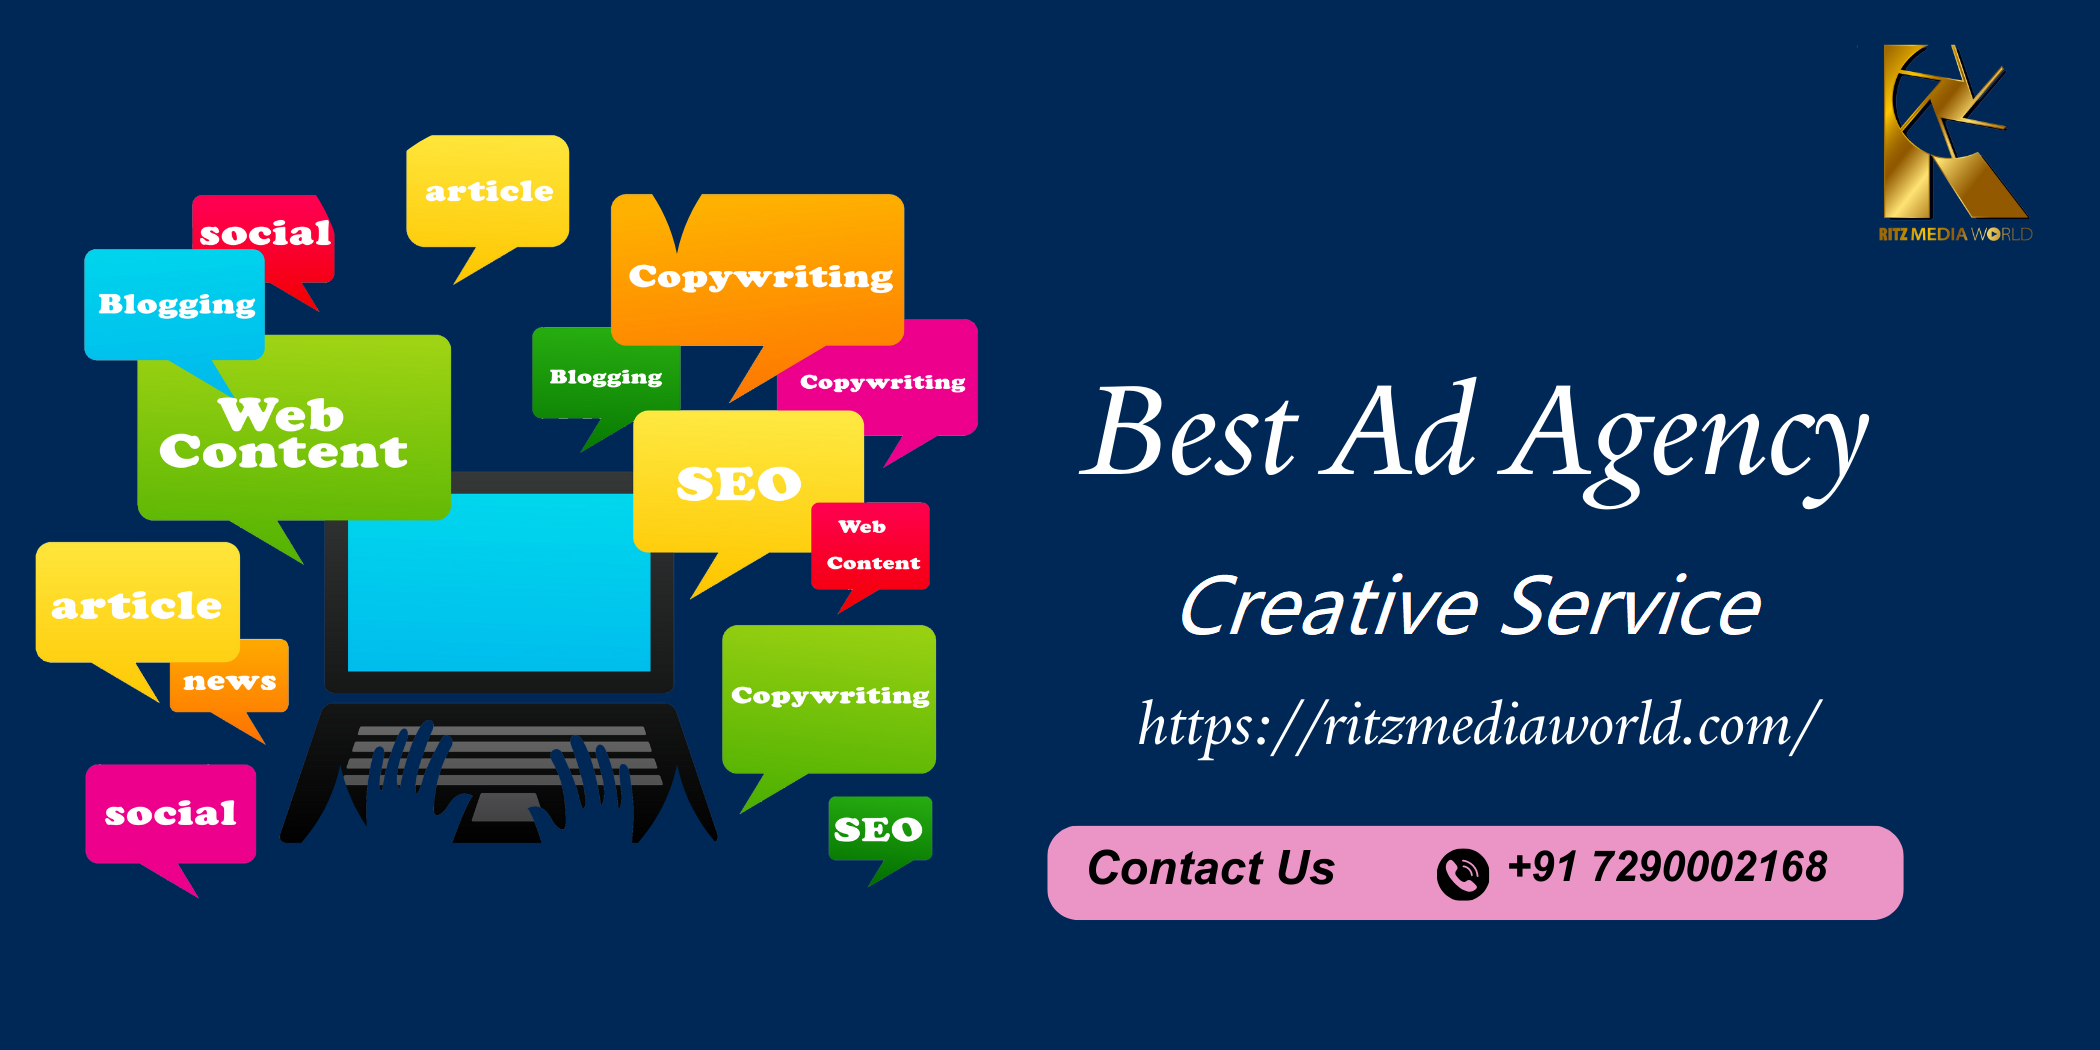 RITZ MEDIA WORLD
article
social
Copywriting
Blogging
Blogging
Copywriting
Web
Content
SEO
Web
Content
article
news
Copywriting
social
SEO
Best Ad Agency
Creative Service
https://ritzmediaworld.com/
Contact Us
+91 7290002168